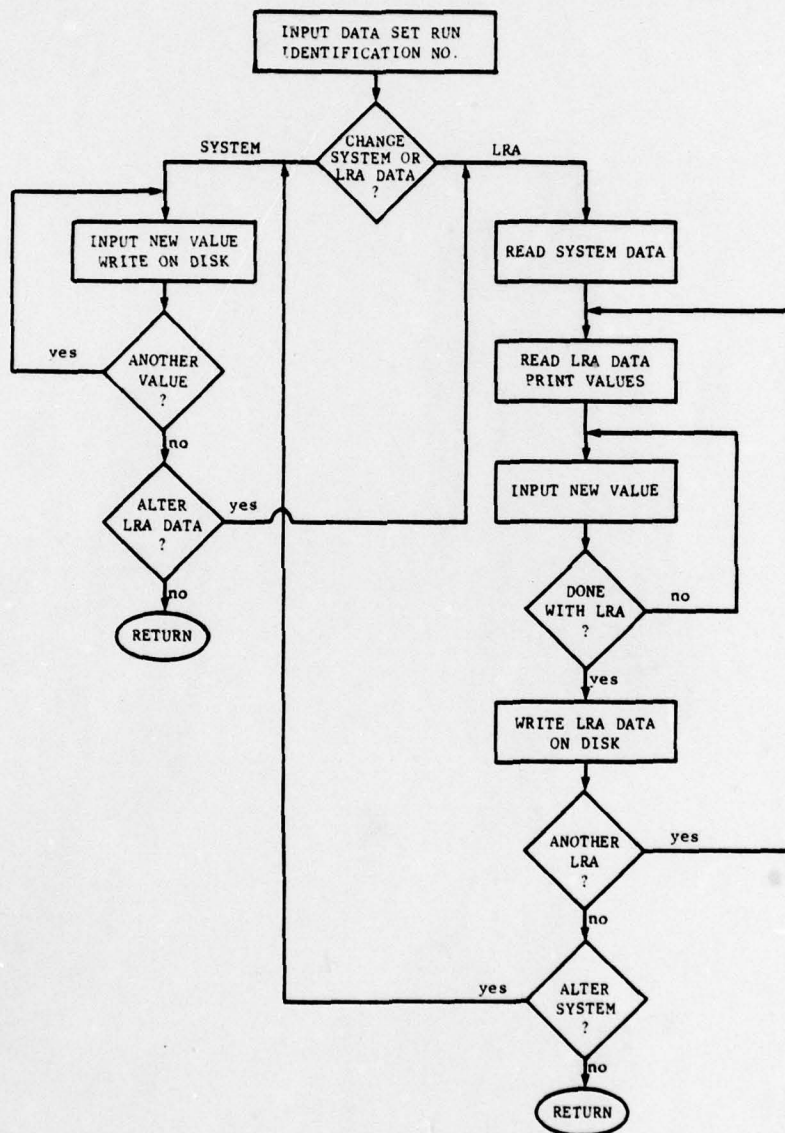 INPUT DATA SET RUN
IDENTIFICATION NO.
CHANGE
SYSTEM OR
LRA DATA
?
SYSTEM
LRA
INPUT NEW VALUE
WRITE ON DISK
ANOTHER
VALUE
?
yes
no
ALTER
LRA DATA
?
yes
no
RETURN
READ SYSTEM DATA
READ LRA DATA
PRINT VALUES
INPUT NEW VALUE
DONE
WITH LRA
?
no
yes
WRITE LRA DATA
ON DISK
ANOTHER
LRA
?
yes
no
ALTER
SYSTEM
?
yes
no
RETURN